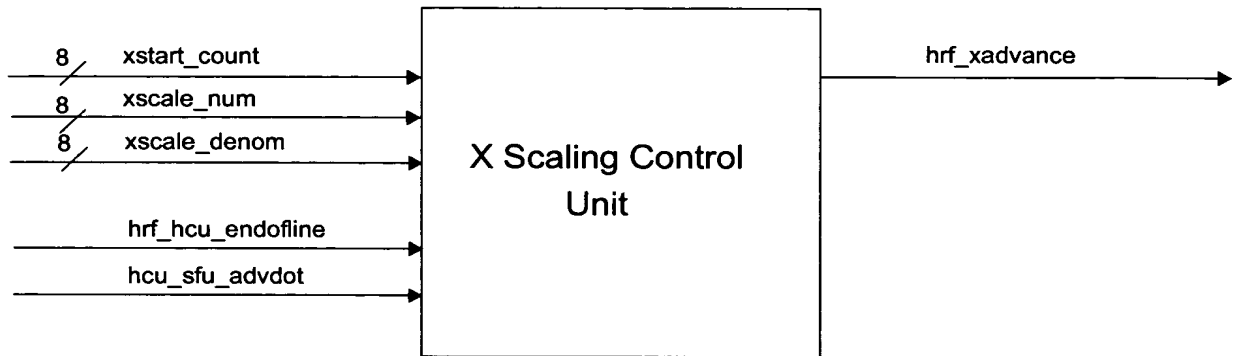 8 xstart_count
8 xscale_num
8 xscale_denom
hrf_hcu_endofline
hcu_sfu_advdot
X Scaling Control
Unit
hrf_xadvance